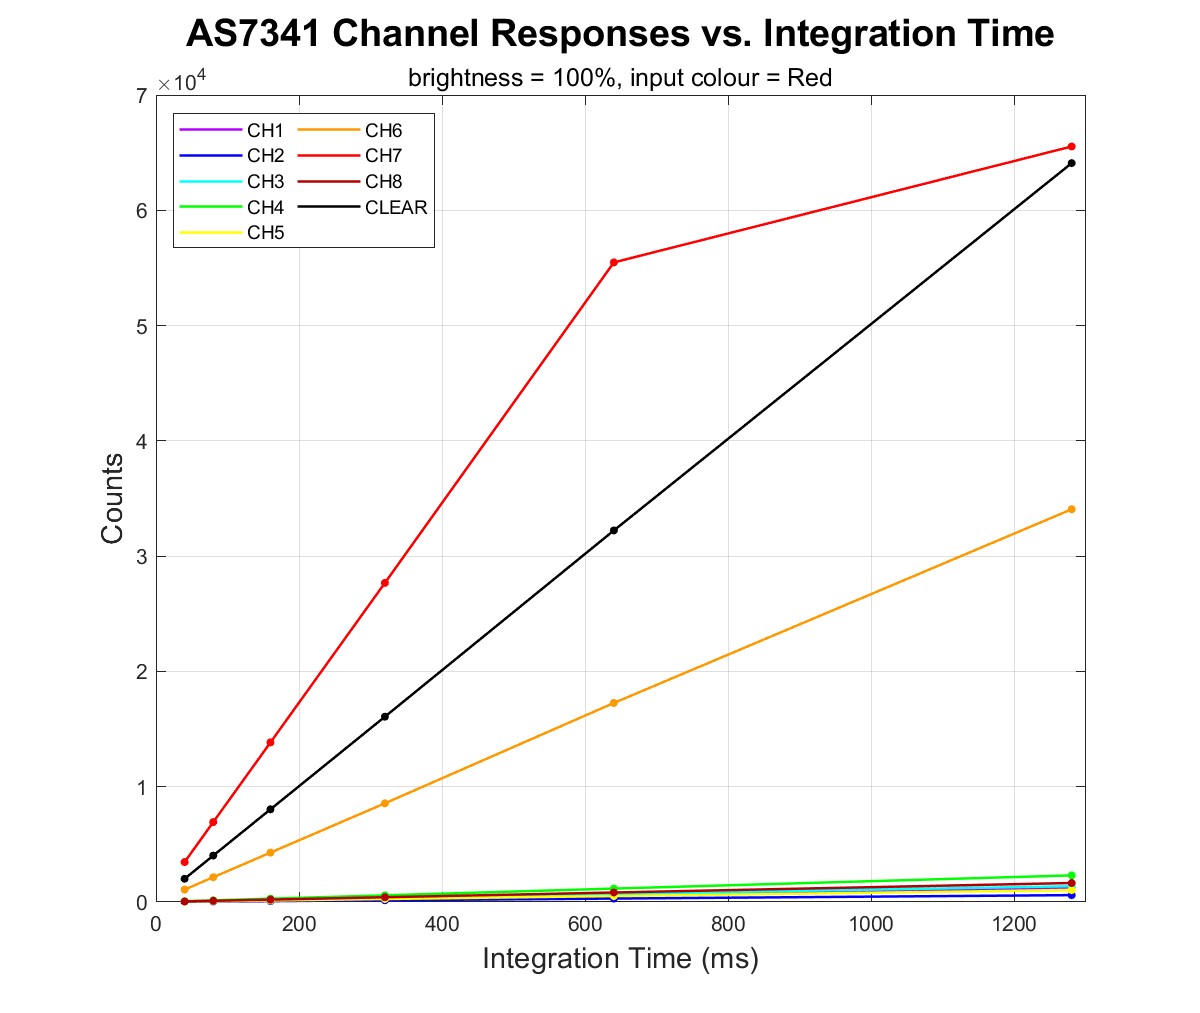 AS7341 Channel Responses vs. Integration Time
brightness = 100%, input colour = Red
×10⁴
7
6
5
4
3
2
1
0
Counts
CH1
CH2
CH3
CH4
CH5
CH6
CH7
CH8
CLEAR
0 200 400 600 800 1000 1200
Integration Time (ms)